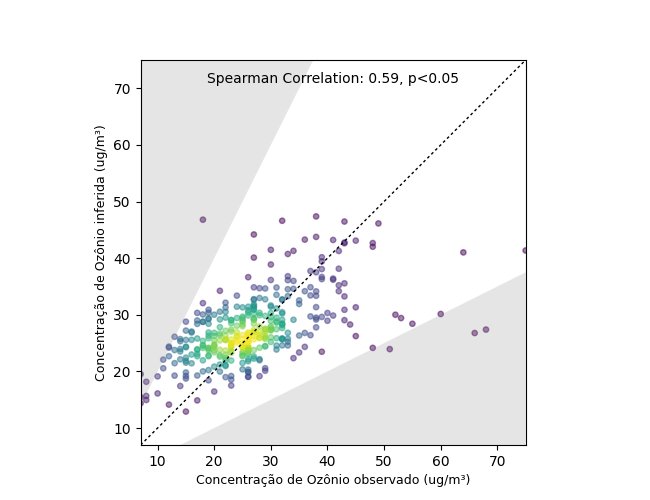 Spearman Correlation: 0.59, p<0.05
Concentração de Ozônio inferida (ug/m³)
70
60
50
40
30
20
10
10 20 30 40 50 60 70
Concentração de Ozônio observado (ug/m³)